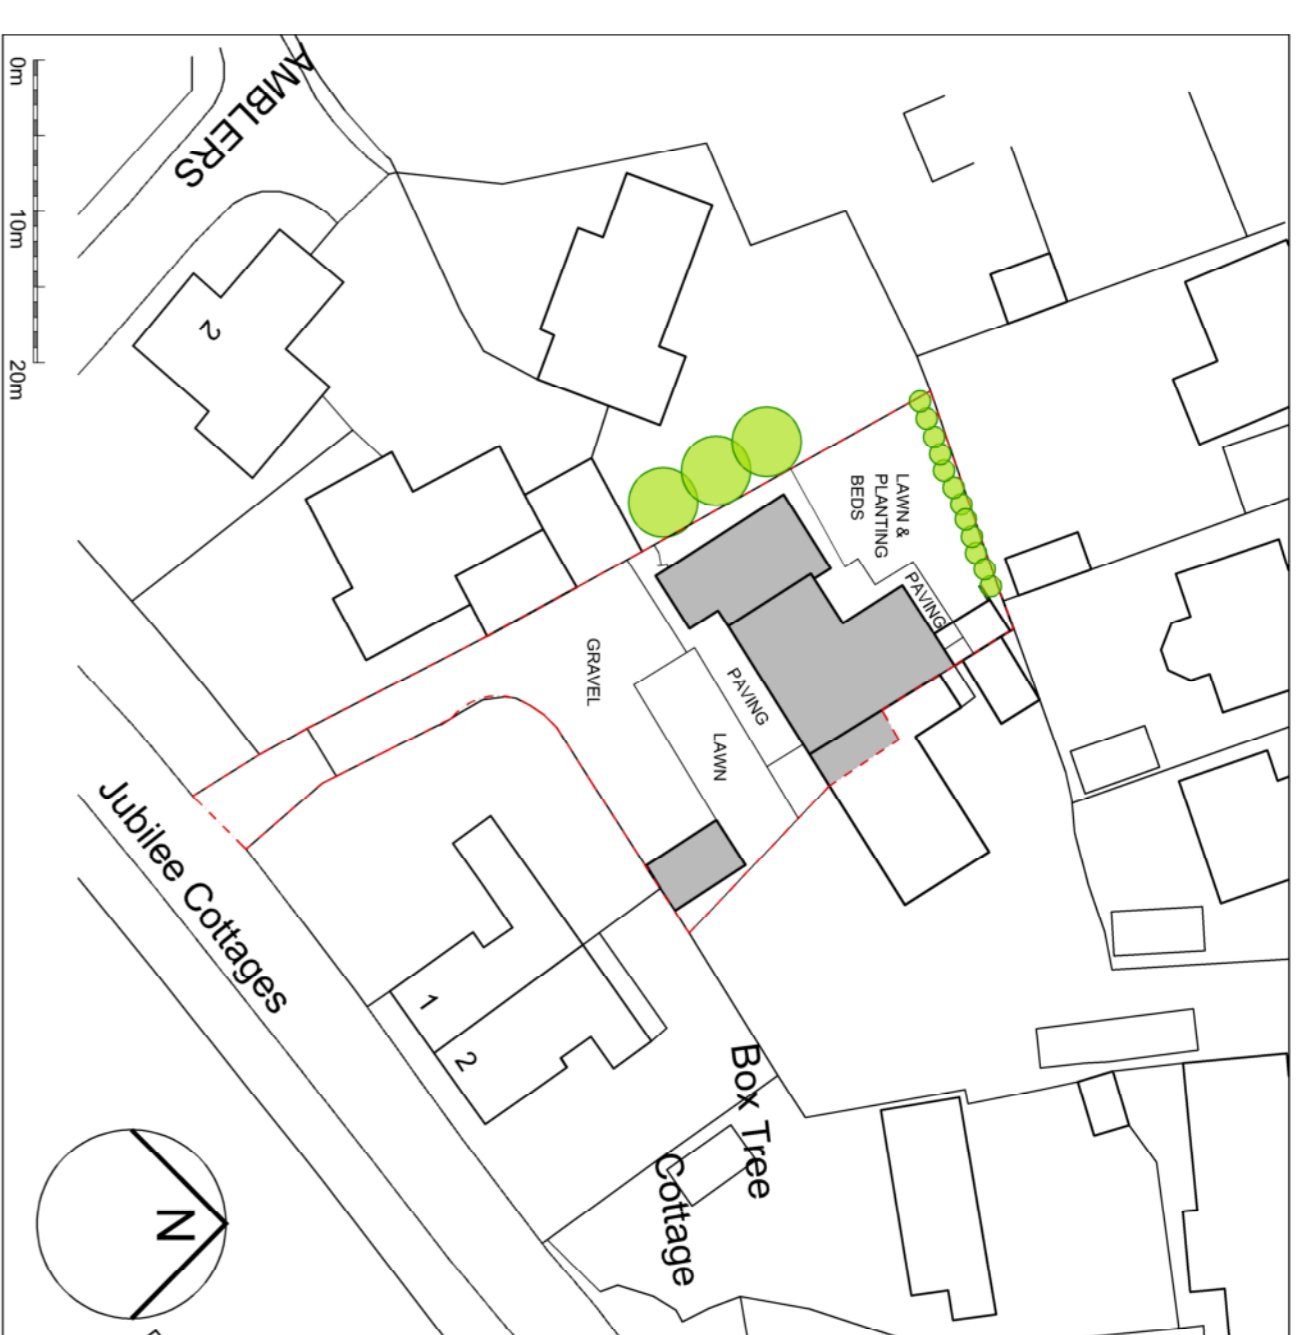 AMBLERS
0m
10m
20m
2
LAWN &
PLANTING
BEDS
PAVING
GRAVEL
PAVING
LAWN
Jubilee Cottages
1
2
Box Tree
Cottage
N